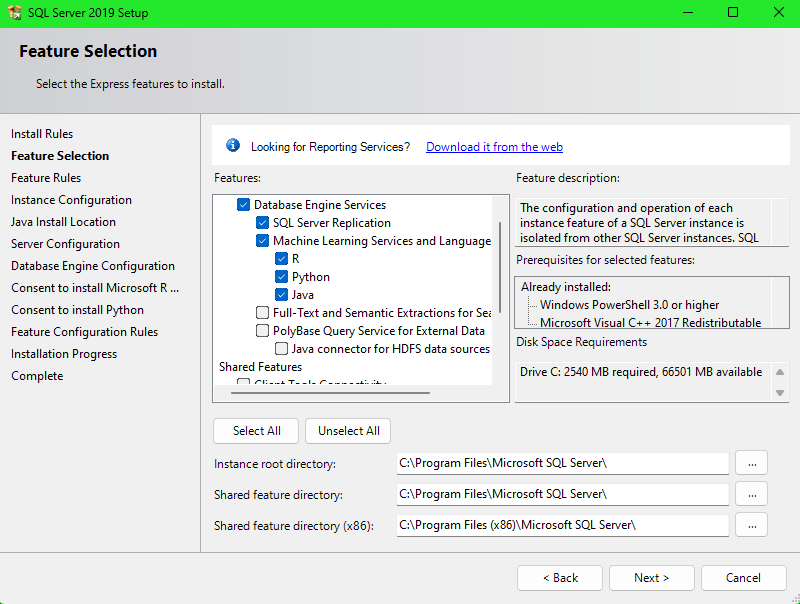 SQL Server 2019 Setup
Feature Selection
Select the Express features to install.
Install Rules
Feature Selection
Feature Rules
Instance Configuration
Java Install Location
Server Configuration
Database Engine Configuration
Consent to install Microsoft R ...
Consent to install Python
Feature Configuration Rules
Installation Progress
Complete
Looking for Reporting Services? Download it from the web
Features:
Database Engine Services
SQL Server Replication
Machine Learning Services and Language
R
Python
Java
Full-Text and Semantic Extractions for Sea
PolyBase Query Service for External Data
Java connector for HDFS data sources
Shared Features
Client Tools Connectivity
Feature description:
The configuration and operation of each
instance feature of a SQL Server instance is
isolated from other SQL Server instances. SQL
Prerequisites for selected features:
Already installed:
Windows PowerShell 3.0 or higher
Microsoft Visual C++ 2017 Redistributable
Disk Space Requirements
Drive C: 2540 MB required, 66501 MB available
Select All
Unselect All
Instance root directory:
C:\Program Files\Microsoft SQL Server\
...
Shared feature directory:
C:\Program Files\Microsoft SQL Server\
...
Shared feature directory (x86):
C:\Program Files (x86)\Microsoft SQL Server\
...
< Back
Next >
Cancel